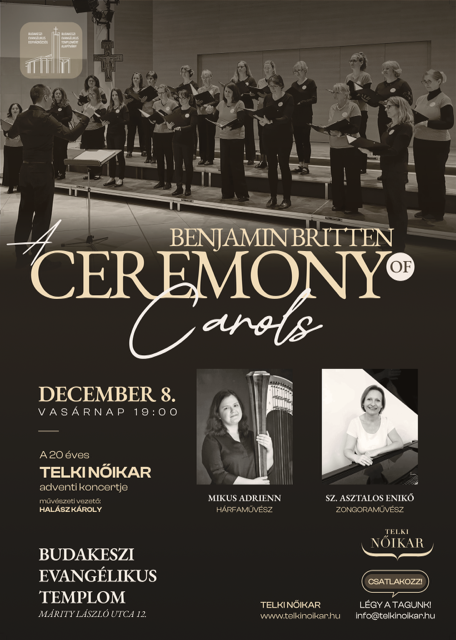 A
BENJAMIN BRITTEN
CEREMONY OF
Carols
DECEMBER 8.
VASÁRNAP 19:00
A 20 éves
TELKI NŐIKAR
adventi koncertje
művészeti vezető:
HALÁSZ KÁROLY
MIKUS ADRIENN
HÁRFAMŰVÉSZ
SZ. ASZTALOS ENIKŐ
ZONGORAMŰVÉSZ
BUDAKESZI
EVANGÉLIKUS
TEMPLOM
MÁRITY LÁSZLÓ UTCA 12.
TELKI NŐIKAR
www.telkinoikar.hu
TELKI
NŐIKAR
CSATLAKOZZ!
LÉGY A TAGUNK!
info@telkinoikar.hu